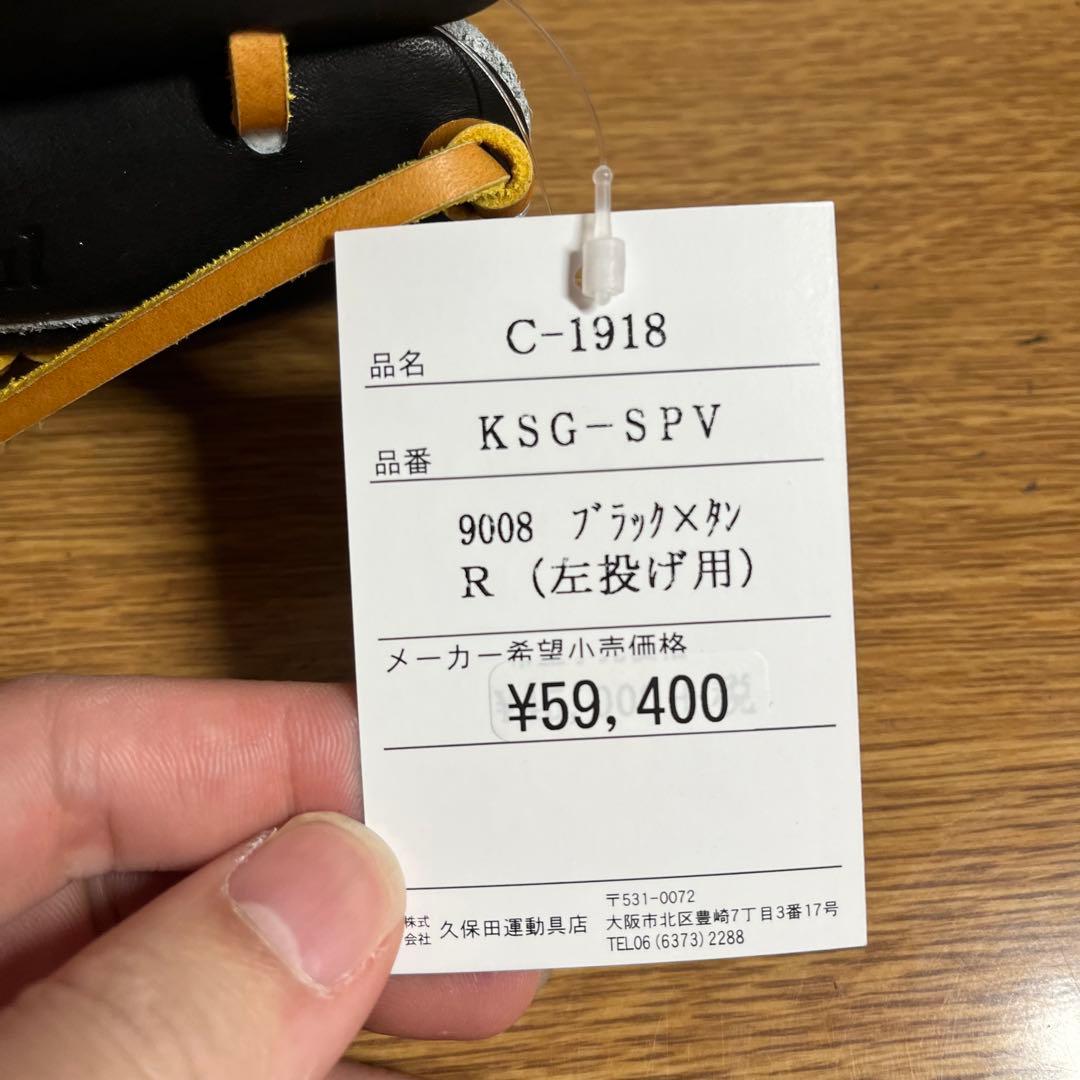 C-1918
品名
KSG-SPV
品番
9008 ブラック×タン
R (左投げ用)
メーカー希望小売価格
¥59,400
株式会社 久保田運動具店
〒531-0072
大阪市北区豊崎7丁目3番17号
TEL06(6373)2288